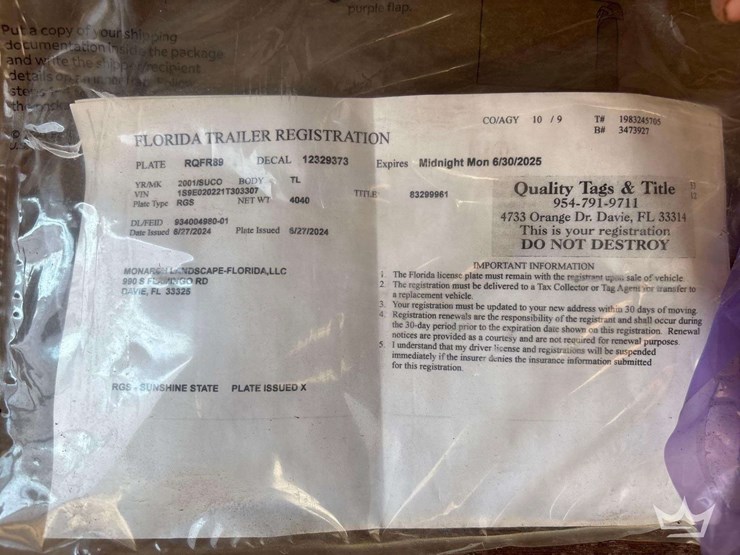 purple flap.
Put a copy of your shipping
documentation inside the package
and write the shipper/recipient
details on
FLORIDA TRAILER REGISTRATION
CO/AGY 10 / 9 T# 1983245705
B# 3473927
PLATE RQFR89 DECAL 12329373 Expires Midnight Mon 6/30/2025
YR/MK 2001/SUCO BODY TL
VIN 1S9E020221T303307 TITLE 83299961
Plate Type RGS NET WT 4040
DL/FEID 934004980-01
Date Issued 6/27/2024 Plate Issued 6/27/2024
Quality Tags & Title
954-791-9711
4733 Orange Dr. Davie, FL 33314
This is your registration
DO NOT DESTROY
MONARCH LANDSCAPE-FLORIDA,LLC
990 S FLAMINGO RD
DAVIE, FL 33325
IMPORTANT INFORMATION
1. The Florida license plate must remain with the registrant upon sale of vehicle.
2. The registration must be delivered to a Tax Collector or Tag Agent for transfer to
a replacement vehicle.
3. Your registration must be updated to your new address within 30 days of moving.
4. Registration renewals are the responsibility of the registrant and shall occur during
the 30-day period prior to the expiration date shown on this registration. Renewal
notices are provided as a courtesy and are not required for renewal purposes.
5. I understand that my driver license and registrations will be suspended
immediately if the insurer denies the insurance information submitted
for this registration.
RGS - SUNSHINE STATE PLATE ISSUED X